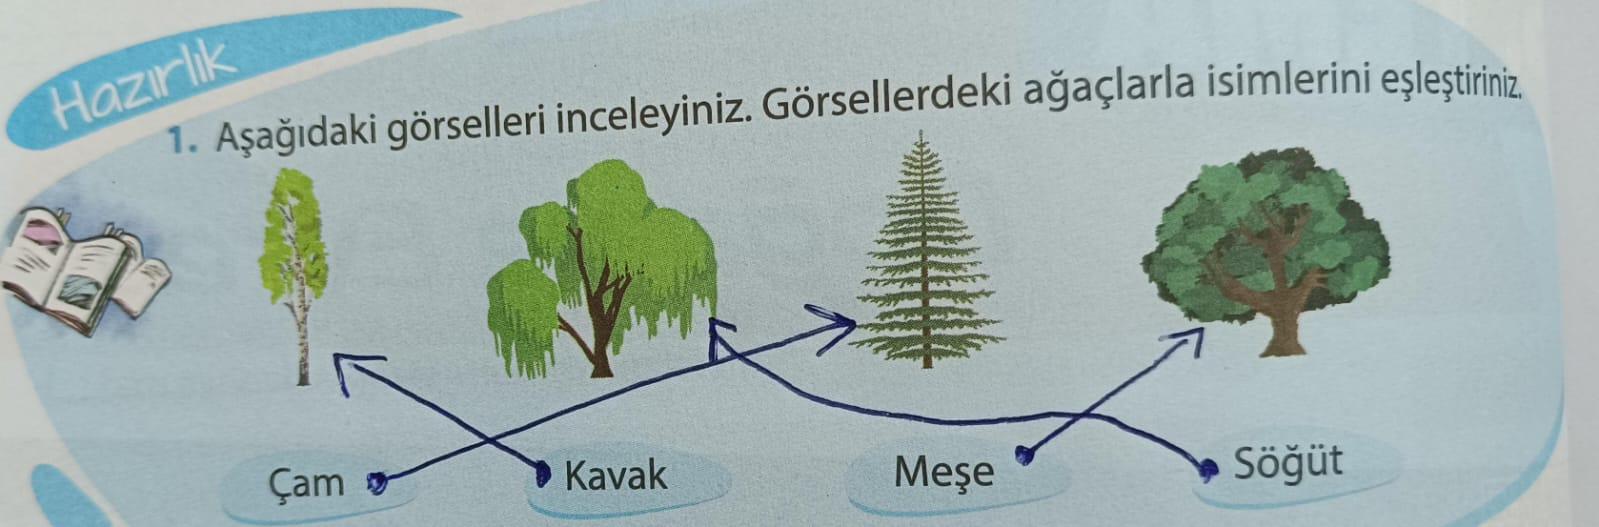 Hazırlık
1. Aşağıdaki görselleri inceleyiniz. Görsellerdeki ağaçlarla isimlerini eşleştiriniz.
Çam Kavak Meşe Söğüt